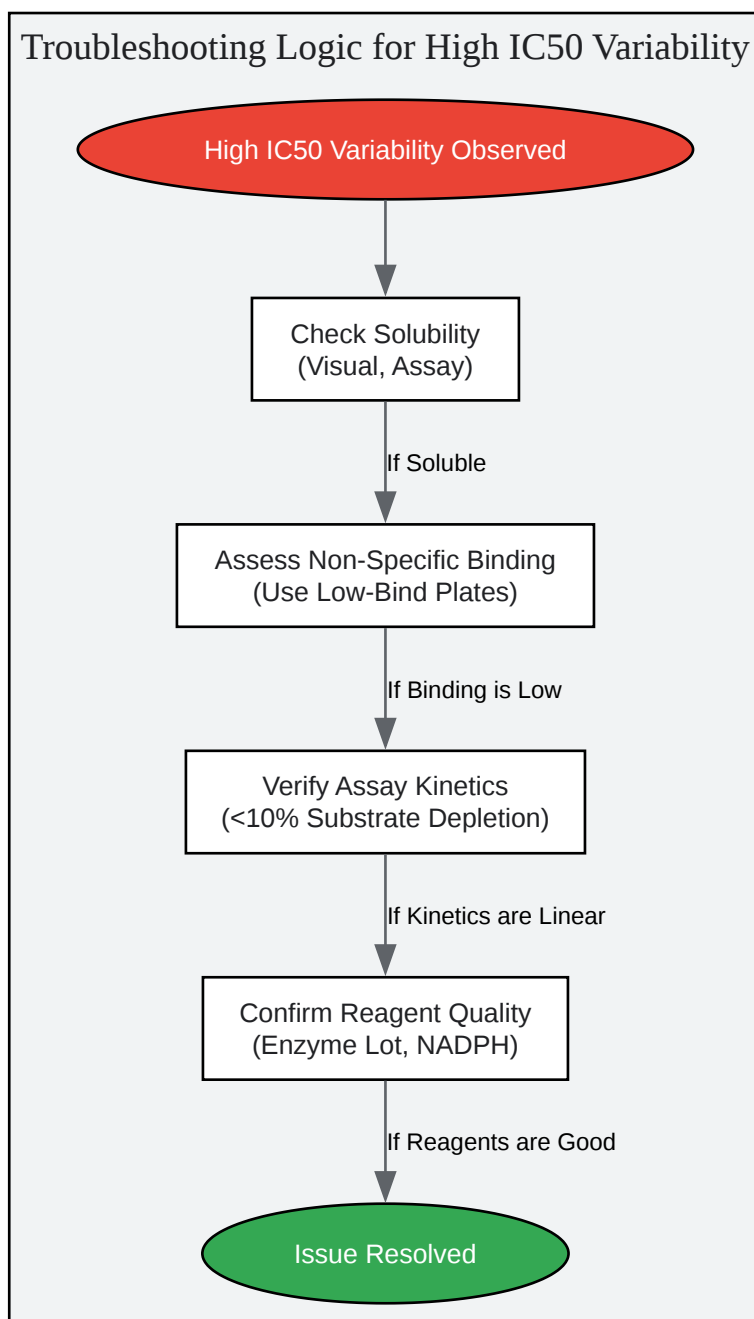 Troubleshooting Logic for High IC50 Variability
High IC50 Variability Observed
Check Solubility
(Visual, Assay)
If Soluble
Assess Non-Specific Binding
(Use Low-Bind Plates)
If Binding is Low
Verify Assay Kinetics
(<10% Substrate Depletion)
If Kinetics are Linear
Confirm Reagent Quality
(Enzyme Lot, NADPH)
If Reagents are Good
Issue Resolved